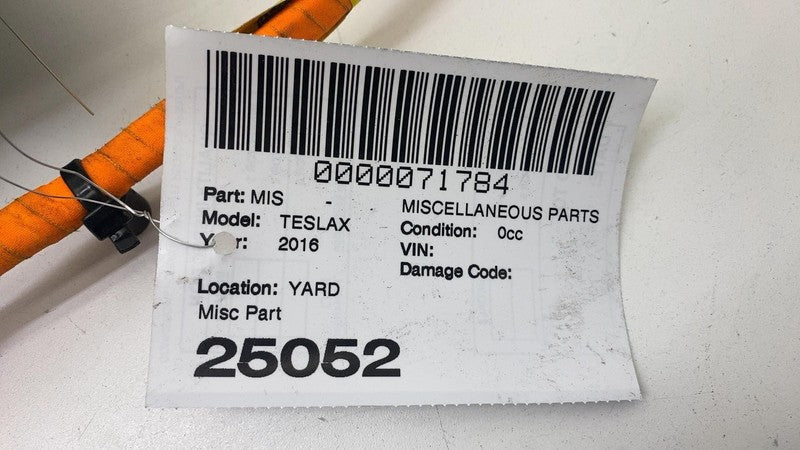 0000071784
Part: MIS - MISCELLANEOUS PARTS
Model: TESLAX Condition: 0cc
Year: 2016 VIN:
Damage Code:
Location: YARD
Misc Part
25052